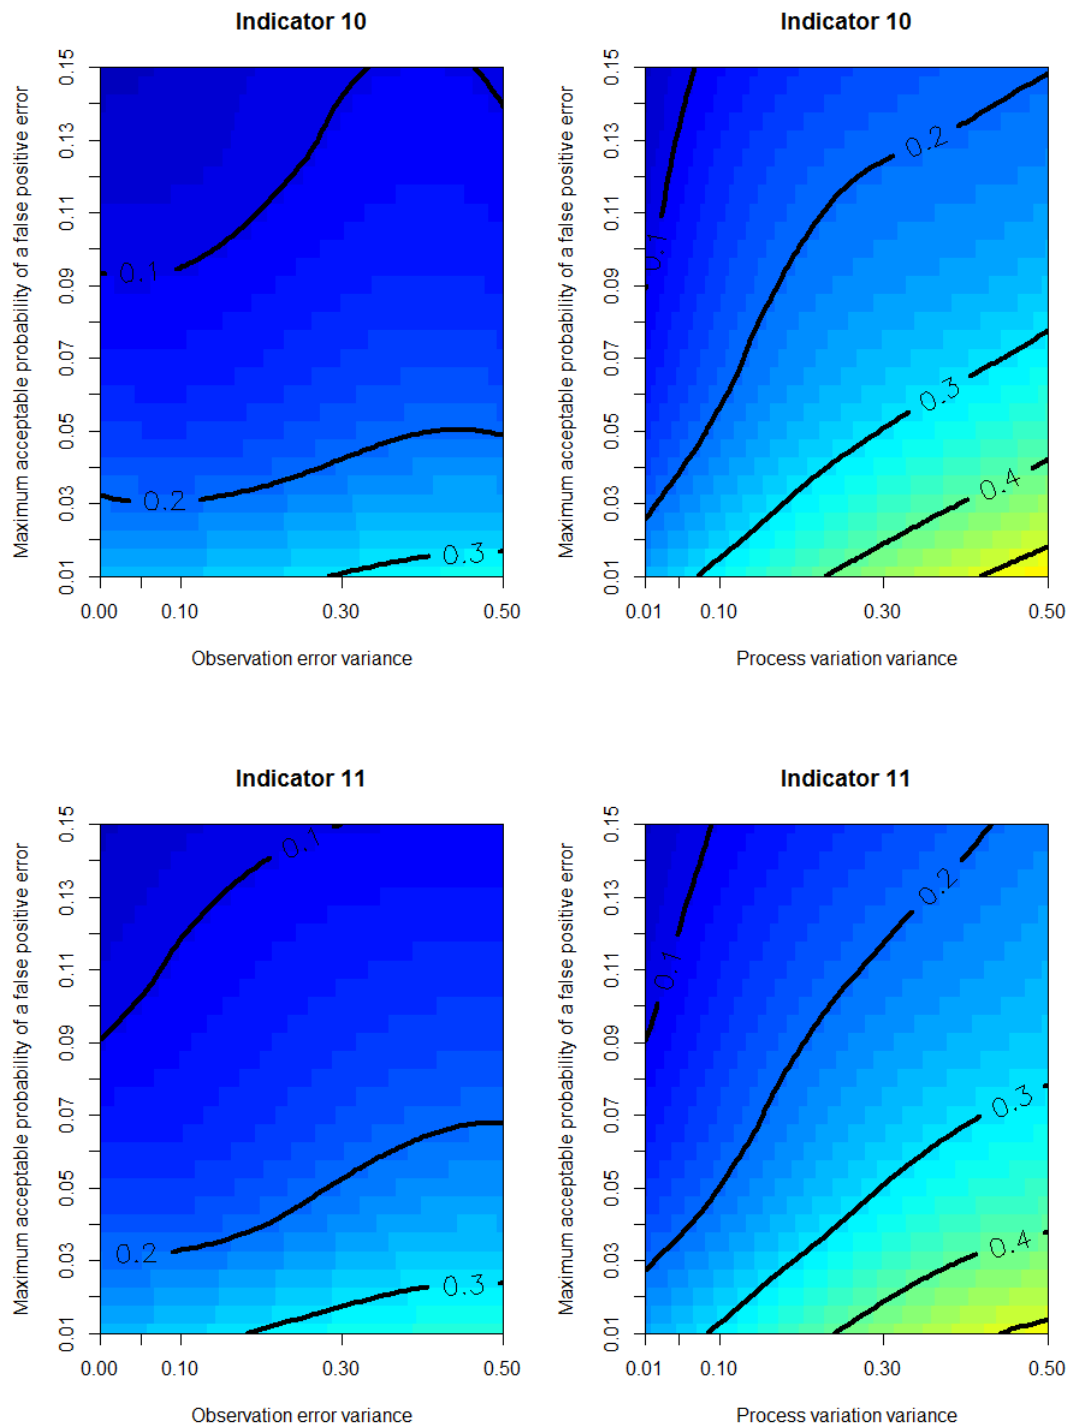 Indicator 10
Maximum acceptable probability of a false positive error
0.15
0.13
0.11
0.09
0.07
0.05
0.03
0.01
0.1
0.2
0.3
0.00 0.10 0.30 0.50
Observation error variance
Indicator 10
Maximum acceptable probability of a false positive error
0.15
0.13
0.11
0.09
0.07
0.05
0.03
0.01
0.1
0.2
0.3
0.4
0.01 0.10 0.30 0.50
Process variation variance
Indicator 11
Maximum acceptable probability of a false positive error
0.15
0.13
0.11
0.09
0.07
0.05
0.03
0.01
0.1
0.2
0.3
0.00 0.10 0.30 0.50
Observation error variance
Indicator 11
Maximum acceptable probability of a false positive error
0.15
0.13
0.11
0.09
0.07
0.05
0.03
0.01
0.1
0.2
0.3
0.4
0.01 0.10 0.30 0.50
Process variation variance